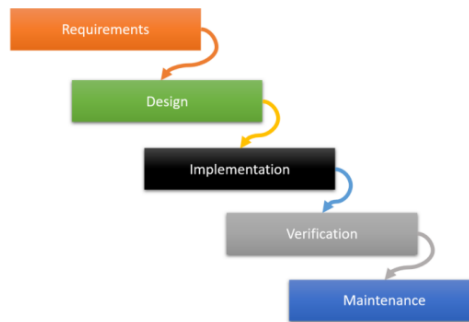 Requirements
Design
Implementation
Verification
Maintenance